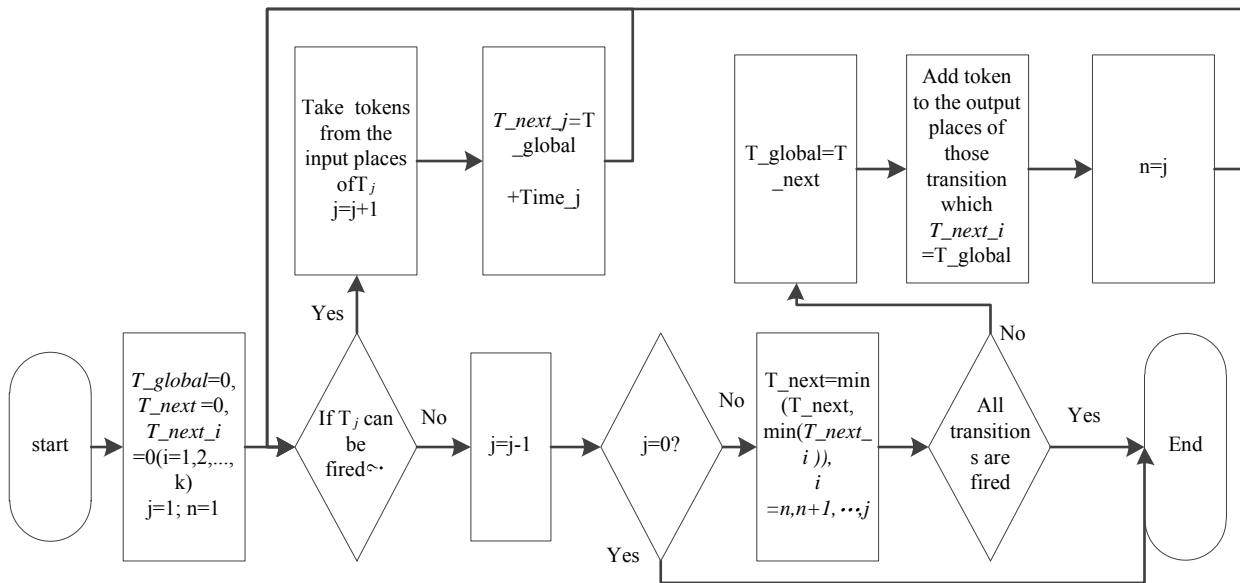 Take tokens
from the
input places
ofT j
j=j+1
T_next_j=T
_global
+Time_j
T_global=T
_next
Add token
to the output
places of
those
transition
which
T_next_i
=T_global
n=j
Yes
No
start
T_global=0,
T_next =0,
T_next_i
=0(i=1,2,...,
k)
j=1; n=1
If T j can
be
fired~·
No
j=j-1
j=0?
No
T_next=min
(T_next,
min(T_next_
i )),
i
=n,n+1,⋯,j
All
transition
s are
fired
Yes
End
Yes